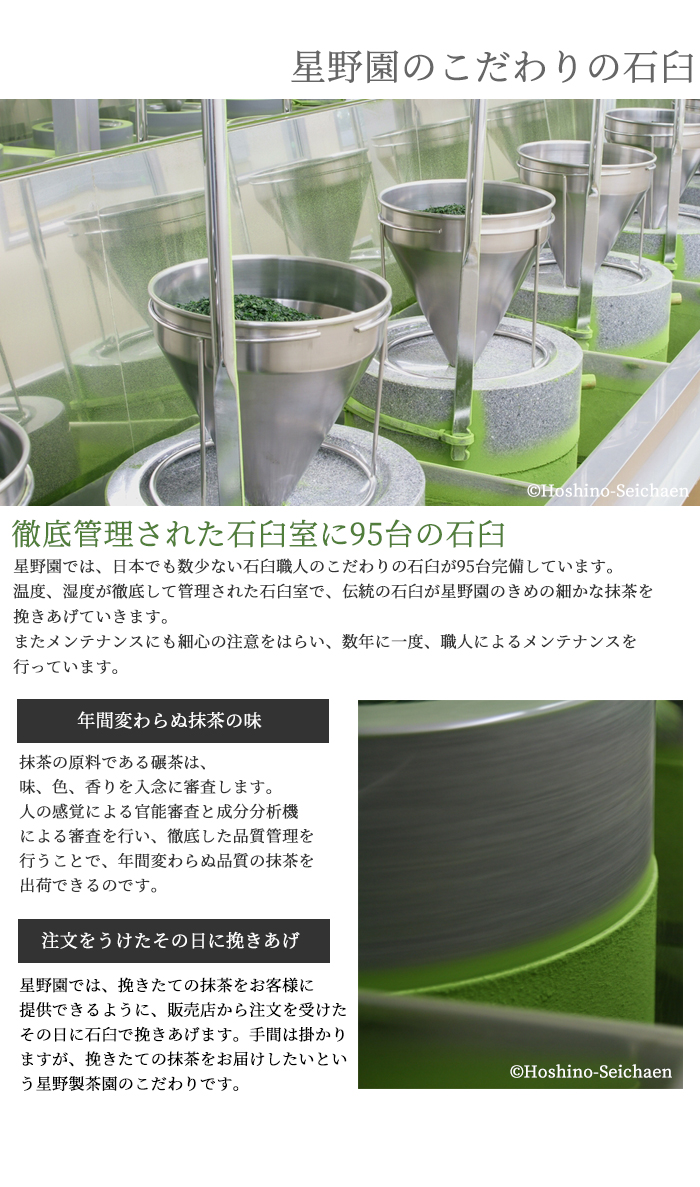 星野園のこだわりの石臼
©Hoshino-Seichaen
徹底管理された石臼室に95台の石臼
星野園では、日本でも数少ない石臼職人のこだわりの石臼が95台完備しています。
温度、湿度が徹底して管理された石臼室で、伝統の石臼が星野園のきめの細かな抹茶を
挽きあげていきます。
またメンテナンスにも細心の注意をはらい、数年に一度、職人によるメンテナンスを
行っています。
年間変わらぬ抹茶の味
抹茶の原料である碾茶は、
味、色、香りを入念に審査します。
人の感覚による官能審査と成分分析機
による審査を行い、徹底した品質管理を
行うことで、年間変わらぬ品質の抹茶を
出荷できるのです。
注文をうけたその日に挽きあげ
星野園では、挽きたての抹茶をお客様に
提供できるように、販売店から注文を受けた
その日に石臼で挽きあげます。手間は掛かり
ますが、挽きたての抹茶をお届けしたいとい
う星野製茶園のこだわりです。
©Hoshino-Seichaen